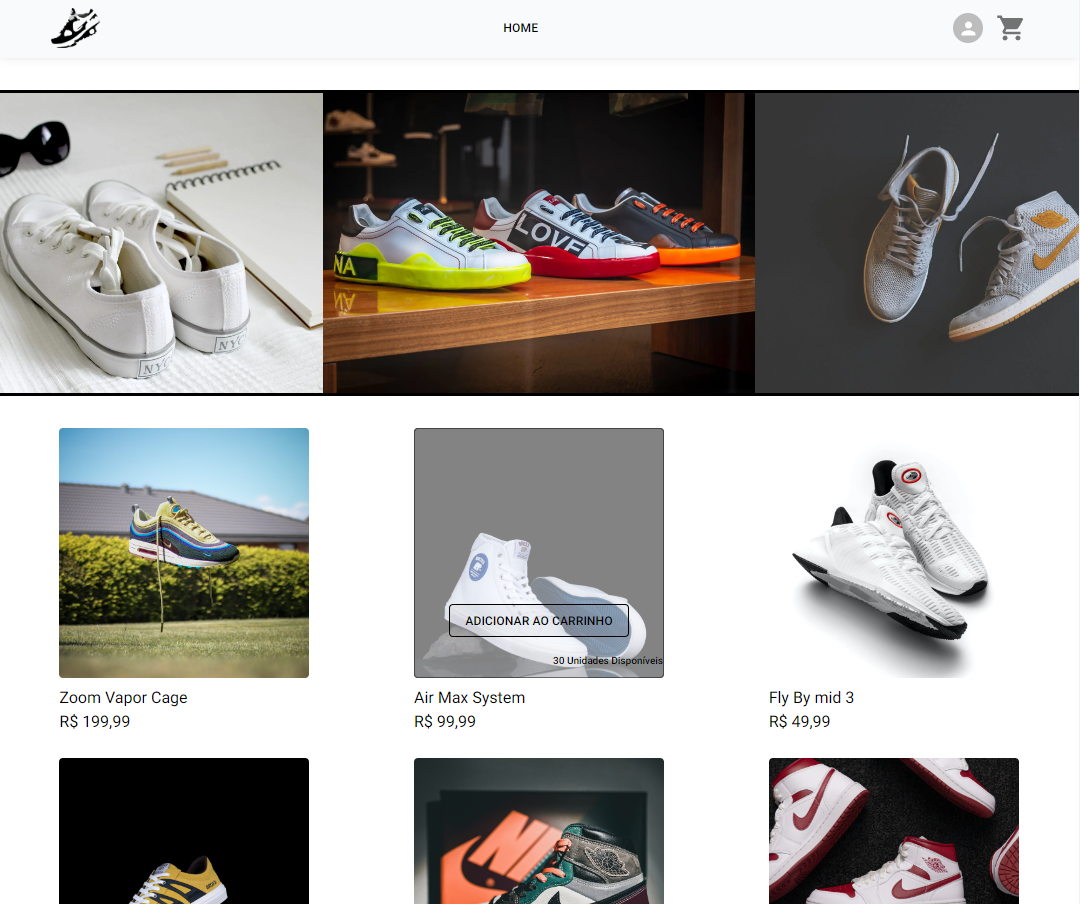 HOME
NYC
NYC
NA
LOVE
ADICIONAR AO CARRINHO
30 Unidades Disponíveis
Zoom Vapor Cage
R$ 199,99
Air Max System
R$ 99,99
Fly By mid 3
R$ 49,99